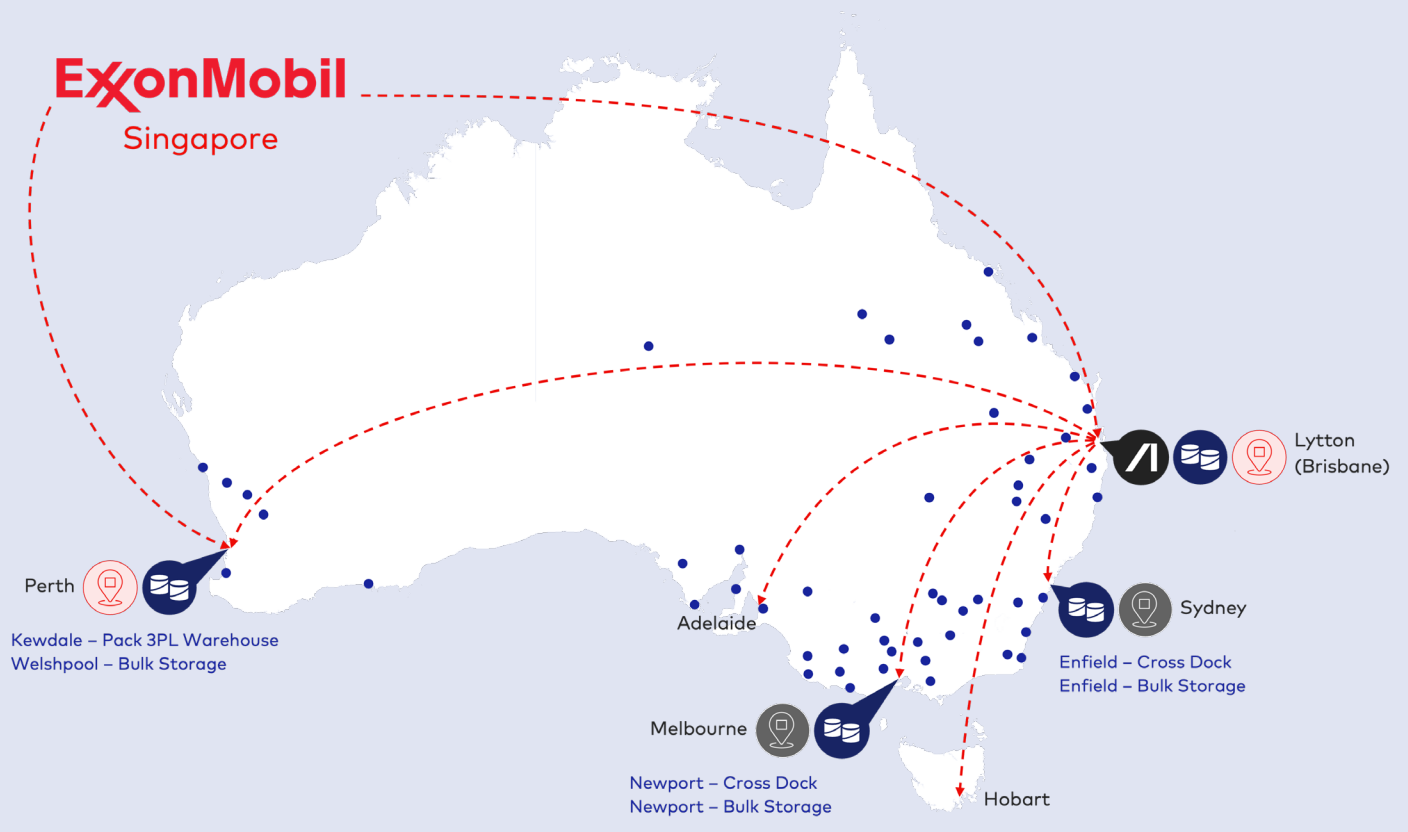 ExxonMobil
Singapore
Lytton
(Brisbane)
Perth
Kewdale – Pack 3PL Warehouse
Welshpool – Bulk Storage
Adelaide
Sydney
Enfield – Cross Dock
Enfield – Bulk Storage
Melbourne
Newport – Cross Dock
Newport – Bulk Storage
Hobart